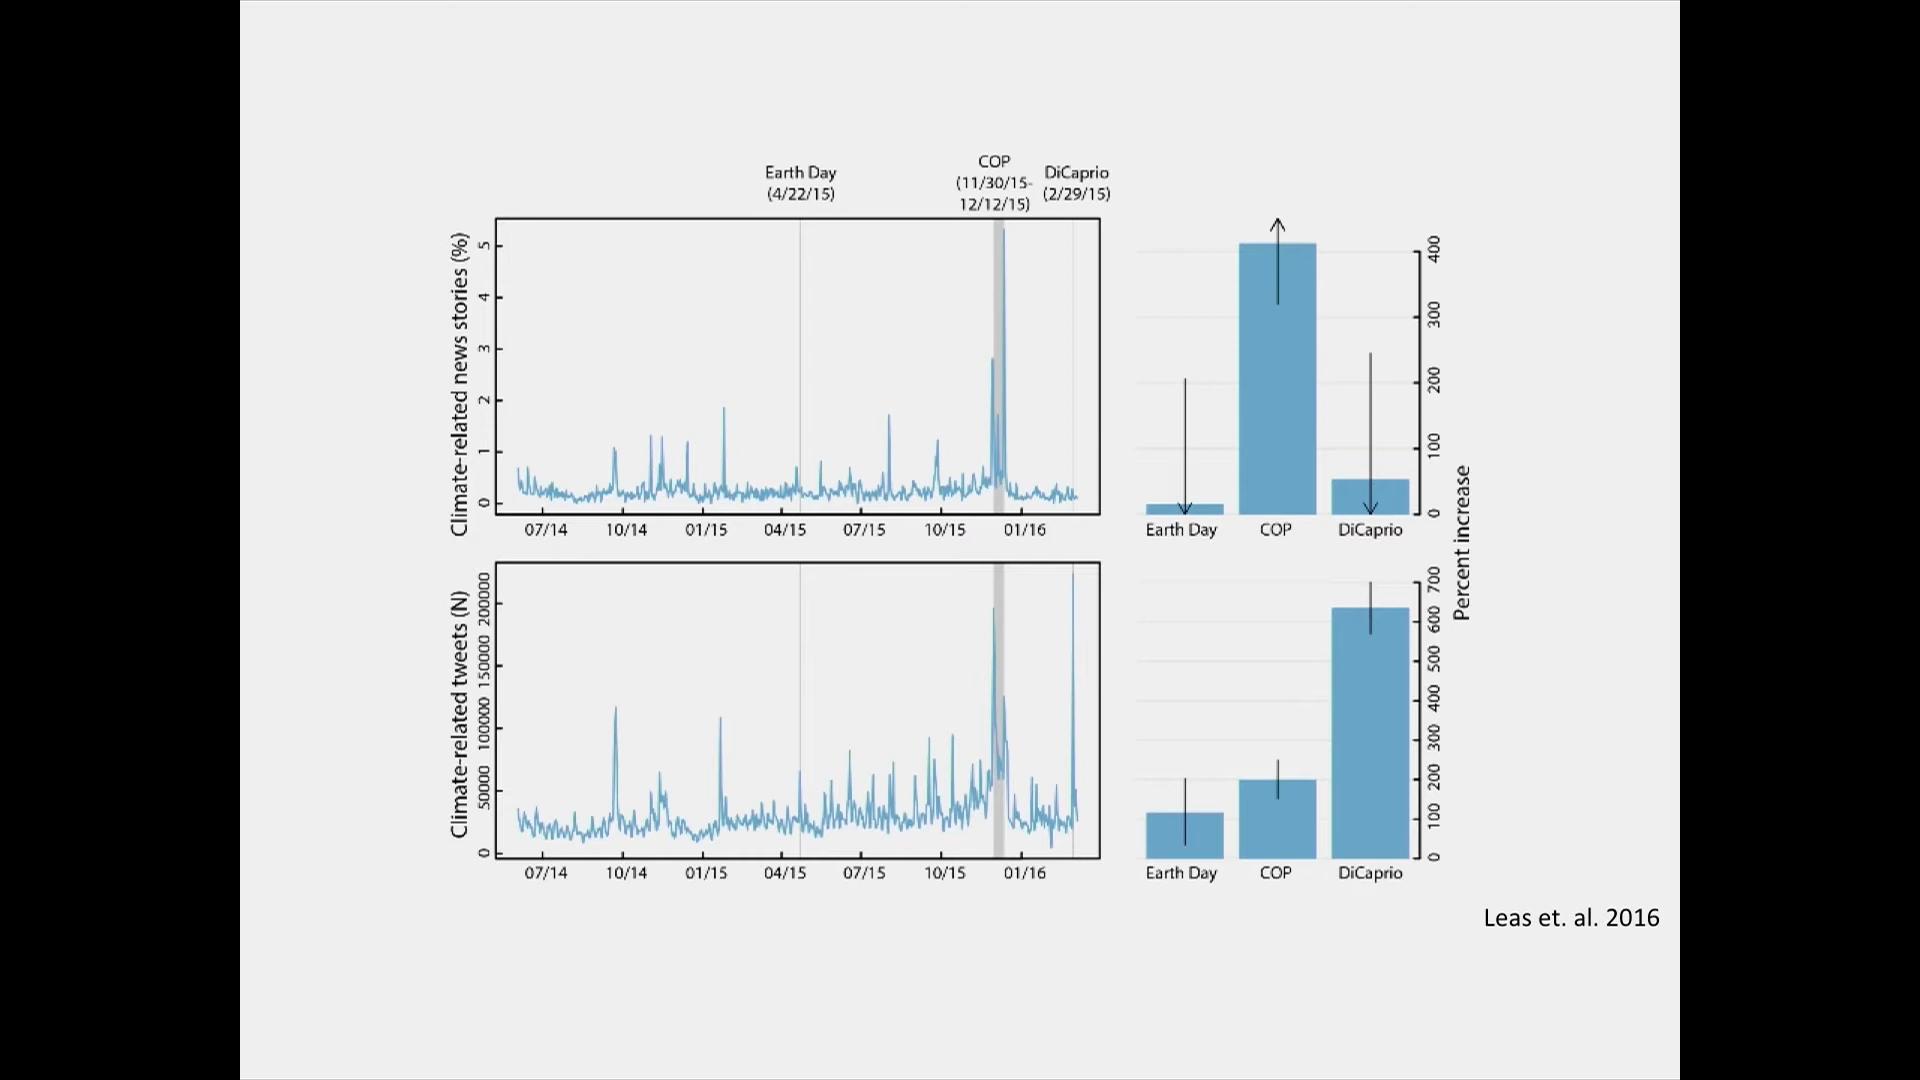 Earth Day
(4/22/15)
COP
(11/30/15-
12/12/15)
DiCaprio
(2/29/15)
Climate-related news stories (%)
5
4
3
2
1
0
07/14 10/14 01/15 04/15 07/15 10/15 01/16
400
300
200
100
0
Earth Day COP DiCaprio
Percent increase
Climate-related tweets (N)
200000
150000
100000
50000
0
07/14 10/14 01/15 04/15 07/15 10/15 01/16
700
600
500
400
300
200
100
0
Earth Day COP DiCaprio
Leas et. al. 2016